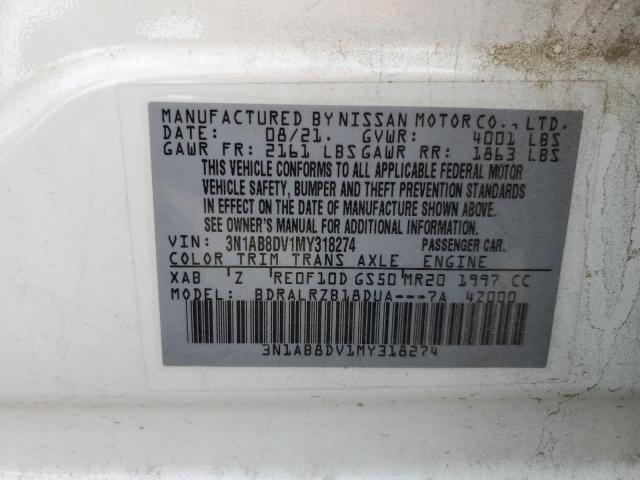 MANUFACTURED BY NISSAN MOTOR CO., LTD.
DATE: 08/21. GVWR: 4001 LBS
GAWR FR: 2161 LBS GAWR RR: 1863 LBS
THIS VEHICLE CONFORMS TO ALL APPLICABLE FEDERAL MOTOR
VEHICLE SAFETY, BUMPER AND THEFT PREVENTION STANDARDS
IN EFFECT ON THE DATE OF MANUFACTURE SHOWN ABOVE.
SEE OWNER'S MANUAL FOR ADDITIONAL INFORMATION.
VIN: 3N1AB8DV1MY318274 PASSENGER CAR.
COLOR TRIM TRANS AXLE ENGINE
XAB Z RE0F10D GS50 MR20 1997 CC
MODEL: BDRALRZB18DUA---7A 4Z000
3N1AB8DV1MY318274